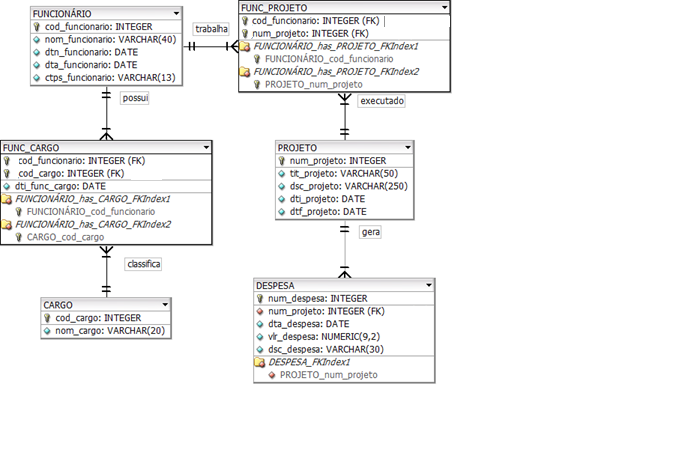 FUNCIONÁRIO
cod_funcionario: INTEGER
nom_funcionario: VARCHAR(40)
dtn_funcionario: DATE
dta_funcionario: DATE
ctps_funcionario: VARCHAR(13)
trabalha
FUNC_PROJETO
cod_funcionario: INTEGER (FK)
num_projeto: INTEGER (FK)
FUNCIONÁRIO_has_PROJETO_FKIndex1
FUNCIONÁRIO_cod_funcionario
FUNCIONÁRIO_has_PROJETO_FKIndex2
PROJETO_num_projeto
possui
executado
FUNC_CARGO
cod_funcionario: INTEGER (FK)
cod_cargo: INTEGER (FK)
dti_func_cargo: DATE
FUNCIONÁRIO_has_CARGO_FKIndex1
FUNCIONÁRIO_cod_funcionario
FUNCIONÁRIO_has_CARGO_FKIndex2
CARGO_cod_cargo
PROJETO
num_projeto: INTEGER
tit_projeto: VARCHAR(50)
dsc_projeto: VARCHAR(250)
dti_projeto: DATE
dtf_projeto: DATE
gera
classifica
CARGO
cod_cargo: INTEGER
nom_cargo: VARCHAR(20)
DESPESA
num_despesa: INTEGER
num_projeto: INTEGER (FK)
dta_despesa: DATE
vlr_despesa: NUMERIC(9,2)
dsc_despesa: VARCHAR(30)
DESPESA_FKIndex1
PROJETO_num_projeto